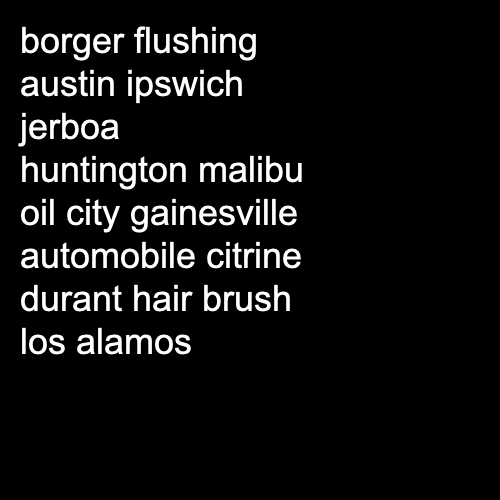 borger flushing
austin ipswich
jerboa
huntington malibu
oil city gainesville
automobile citrine
durant hair brush
los alamos